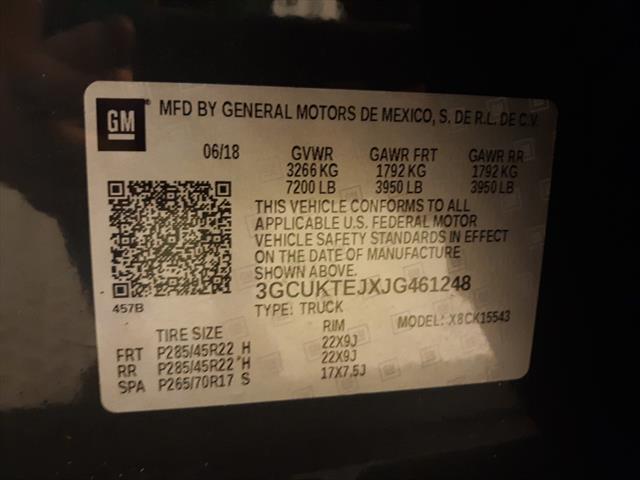 GM ® MFD BY GENERAL MOTORS DE MEXICO, S. DE R.L. DE C.V.
06/18 GVWR GAWR FRT GAWR RR
3266 KG 1792 KG 1792 KG
7200 LB 3950 LB 3950 LB
THIS VEHICLE CONFORMS TO ALL
APPLICABLE U.S. FEDERAL MOTOR
VEHICLE SAFETY STANDARDS IN EFFECT
ON THE DATE OF MANUFACTURE
SHOWN ABOVE.
457B
3GCUKTEJXJG461248
TYPE: TRUCK MODEL: X8CK15543
TIRE SIZE RIM
FRT P285/45R22 H 22X9J
RR P285/45R22 H 22X9J
SPA P265/70R17 S 17X7.5J